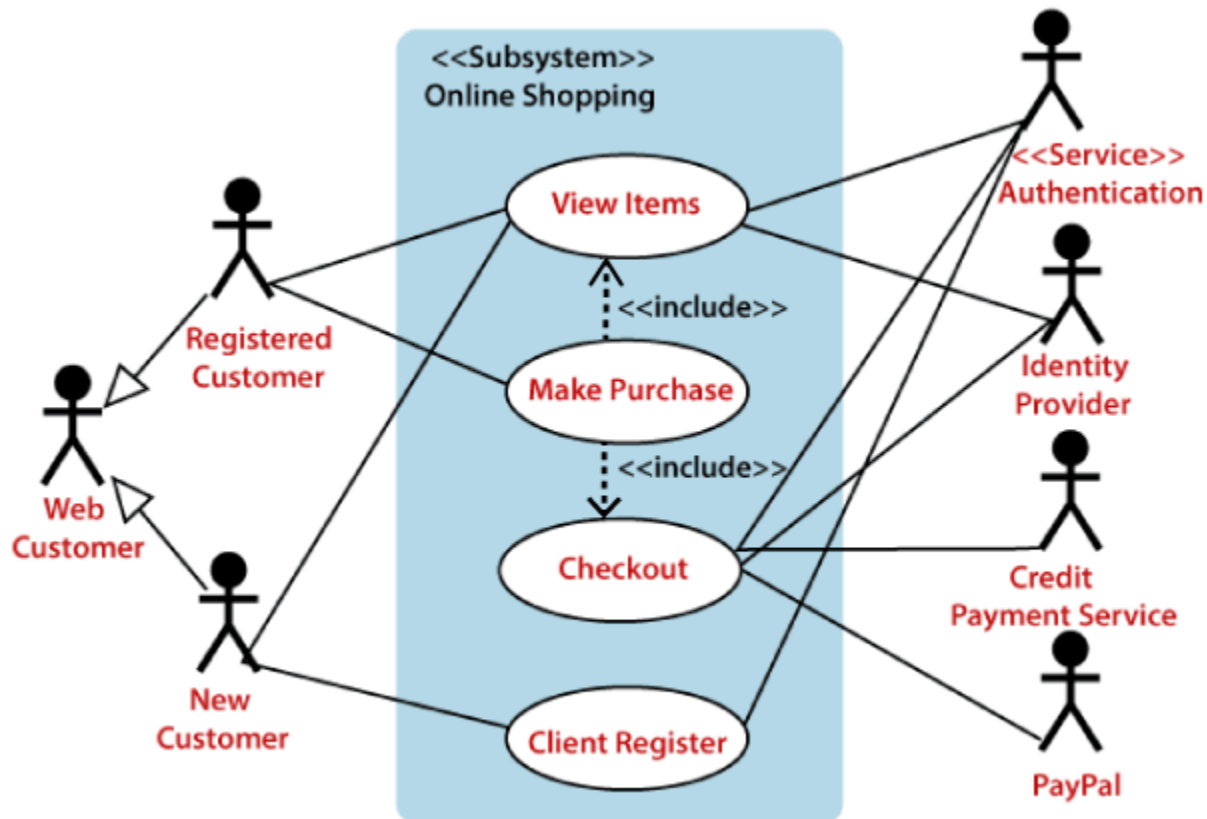 <<Subsystem>>
Online Shopping
<<Service>>
Authentication
View Items
<<include>>
Registered
Customer
Make Purchase
Identity
Provider
<<include>>
Web
Customer
Checkout
Credit
Payment Service
New
Customer
Client Register
PayPal